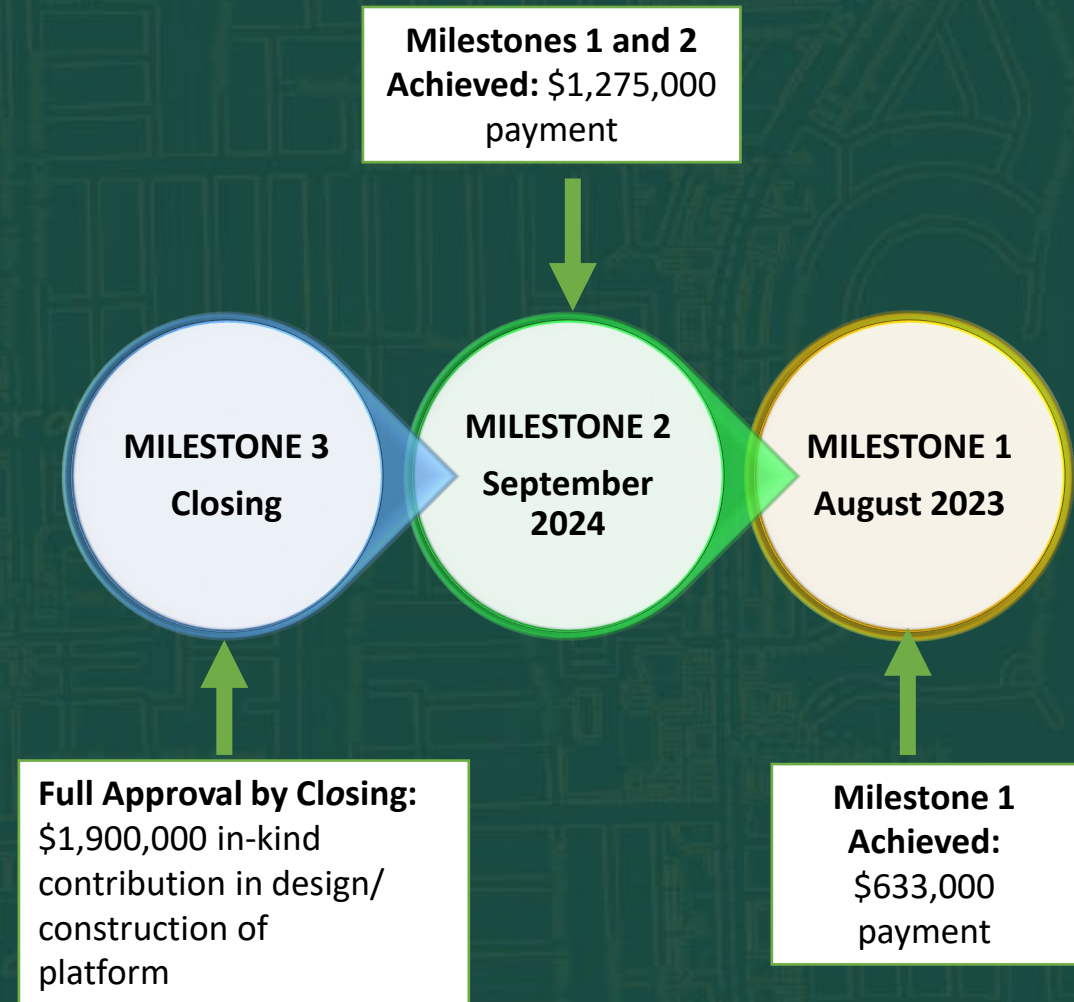 Milestones 1 and 2
Achieved: $1,275,000
payment
MILESTONE 3
Closing
MILESTONE 2
September
2024
MILESTONE 1
August 2023
Full Approval by Closing:
$1,900,000 in-kind
contribution in design/
construction of
platform
Milestone 1
Achieved:
$633,000
payment